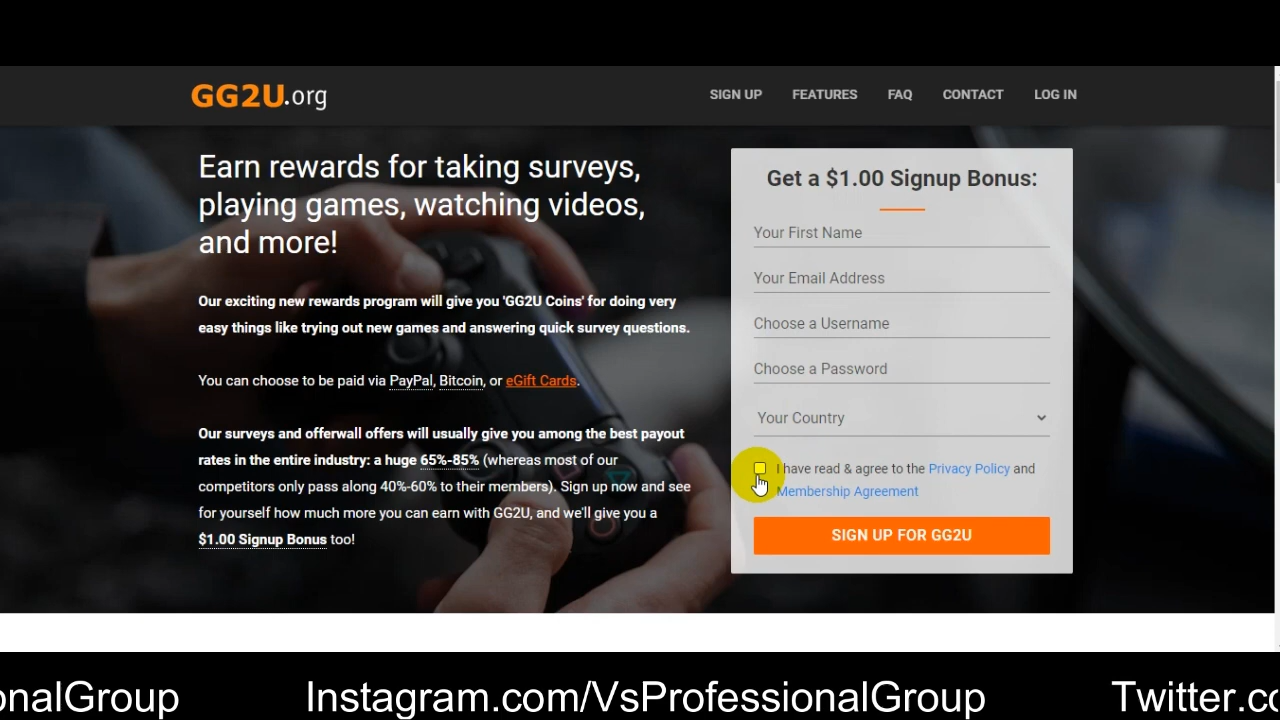 GG2U.org
SIGN UP FEATURES FAQ CONTACT LOG IN
Earn rewards for taking surveys,
playing games, watching videos,
and more!
Our exciting new rewards program will give you 'GG2U Coins' for doing very
easy things like trying out new games and answering quick survey questions.
You can choose to be paid via PayPal, Bitcoin, or eGift Cards.
Our surveys and offerwall offers will usually give you among the best payout
rates in the entire industry: a huge 65%-85% (whereas most of our
competitors only pass along 40%-60% to their members). Sign up now and see
for yourself how much more you can earn with GG2U, and we'll give you a
$1.00 Signup Bonus too!
Get a $1.00 Signup Bonus:
Your First Name
Your Email Address
Choose a Username
Choose a Password
Your Country
I have read & agree to the Privacy Policy and
Membership Agreement
SIGN UP FOR GG2U
onalGroup Instagram.com/VsProfessionalGroup Twitter.co